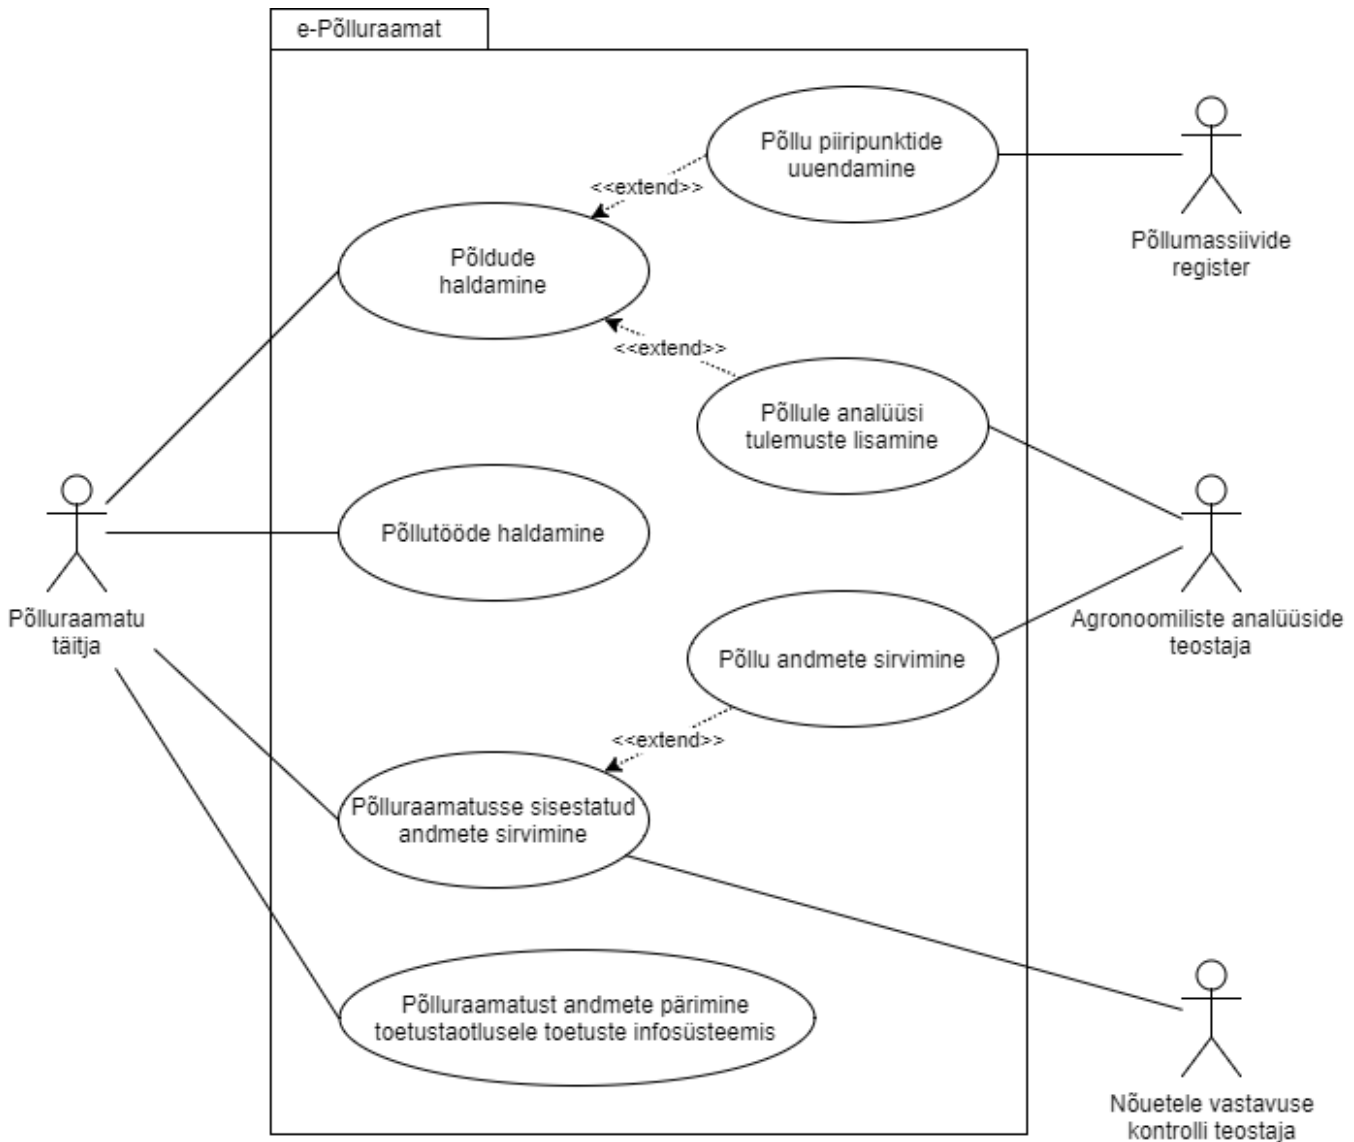 e-Põlluraamat
Põllu piiripunktide
uuendamine
<<extend>>
Põldude
haldamine
Põllumassiivide
register
<<extend>>
Põllule analüüsi
tulemuste lisamine
Põllutööde haldamine
Põlluraamatu
täitja
Agronoomiliste analüüside
teostaja
Põllu andmete sirvimine
<<extend>>
Põlluraamatusse sisestatud
andmete sirvimine
Põlluraamatust andmete pärimine
toetustaotlusele toetuste infosüsteemis
Nõuetele vastavuse
kontrolli teostaja